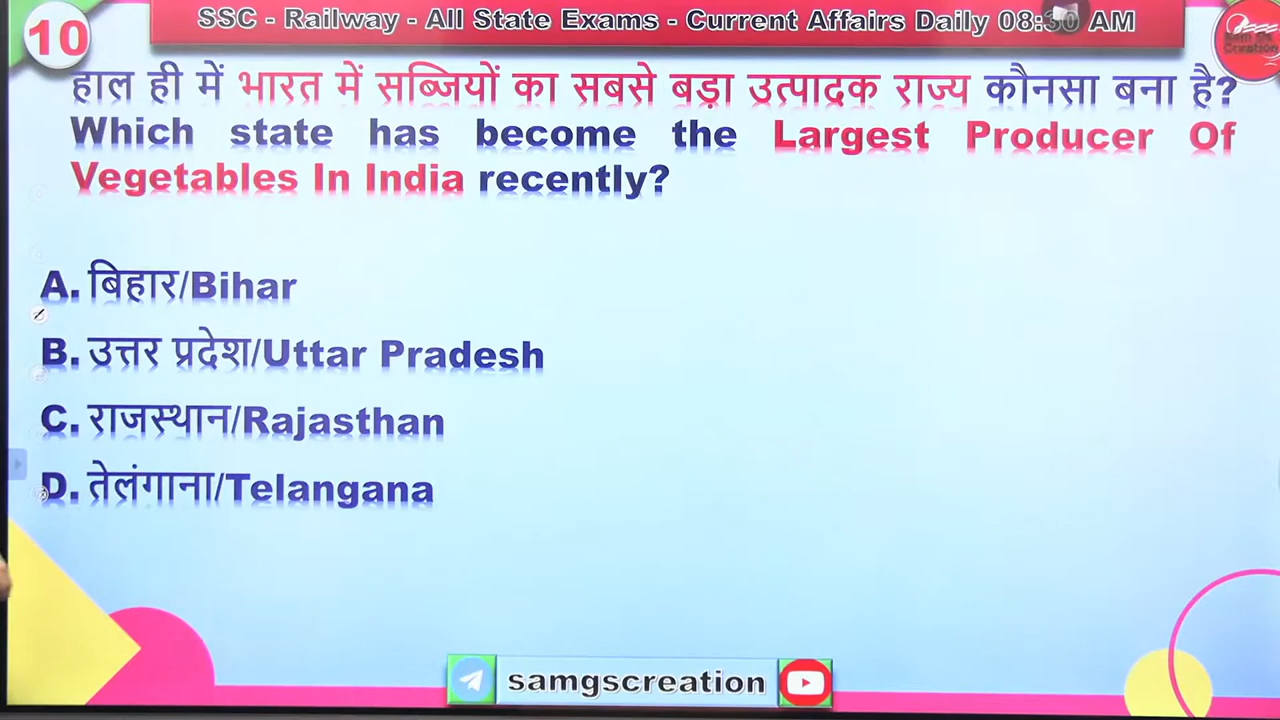 SSC - Railway - All State Exams - Current Affairs Daily 08:30 AM
10
हाल ही में भारत में सब्जियों का सबसे बड़ा उत्पादक राज्य कौनसा बना है?
Which state has become the Largest Producer Of
Vegetables In India recently?
A. बिहार/Bihar
B. उत्तर प्रदेश/Uttar Pradesh
C. राजस्थान/Rajasthan
D. तेलंगाना/Telangana
samgscreation